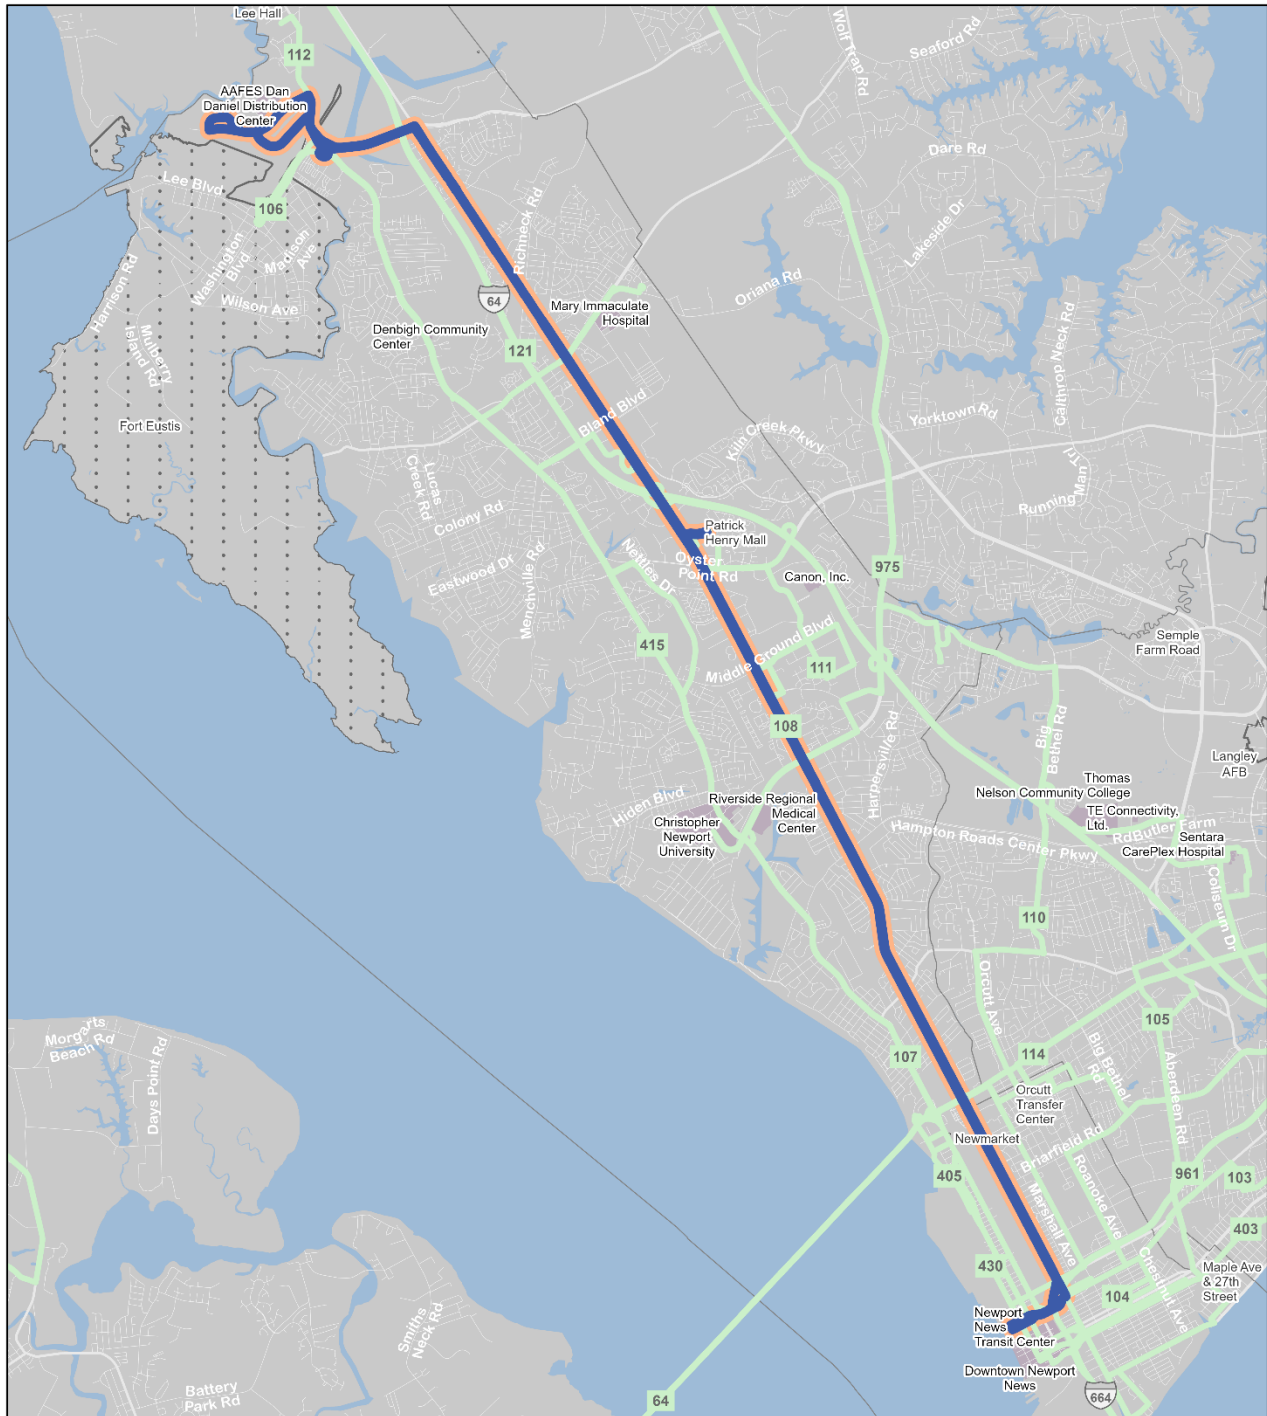 Lee Hall
112
Wolf Trap Rd
Seaford Rd
AAFES Dan
Daniel Distribution
Center
Dare Rd
Lee Blvd
106
Richneck Rd
Lakeside Dr
Washington
Blvd
Madison
Ave
Harrison Rd
Wilson Ave
64
Oriana Rd
Mary Immaculate
Hospital
Mulberry
Island Rd
Denbigh Community
Center
121
Calthrop Neck Rd
Bland Blvd
Yorktown Rd
Fort Eustis
Kiln Creek Pkwy
Lucas
Creek Rd
Colony Rd
Running
Man
Trl
Patrick
Henry Mall
Nettles Dr
Oyster
Point Rd
Eastwood Dr
Menchville Rd
975
Canon, Inc.
415
Middle Ground Blvd
111
Semple
Farm Road
108
Harpersville Rd
Big
Bethel Rd
Langley
AFB
Hiden Blvd
Riverside Regional
Medical
Center
Thomas
Nelson Community College
TE Connectivity,
Ltd.
Christopher
Newport
University
Hampton Roads Center Pkwy
Butler Farm
Rd
Sentara
CarePlex Hospital
Coliseum Dr
110
Orcutt Ave
105
Morgarts
Beach Rd
Days Point Rd
107
114
Big Bethel
Rd
Aberdeen Rd
Orcutt
Transfer
Center
Newmarket
Briarfield Rd
405
Roanoke Ave
961
103
Marshall Ave
403
430
Chestnut Ave
Maple Ave
& 27th
Street
104
Newport
News
Transit Center
Smiths
Neck Rd
Downtown Newport
News
Battery
Park Rd
64
664